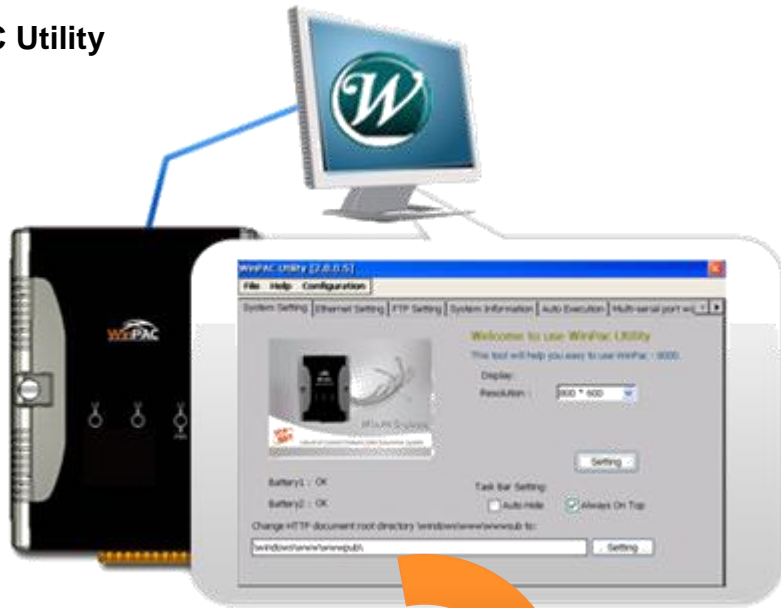 C Utility
W
WinPAC
WinPAC Utility [2.0.0.5]
File Help Configuration
System Setting Ethernet Setting FTP Setting System Information Auto Execution Multi-serial port
Welcome to use WinPac Utility
This tool will help you easy to use WinPac - 8000.
Display:
Resolution : 800 * 600
Setting
Battery1 : OK
Task Bar Setting:
Battery2 : OK
Auto Hide Always On Top
Change HTTP document root directory \windows\www\wwwpub to:
\windows\www\wwwpub\
Setting